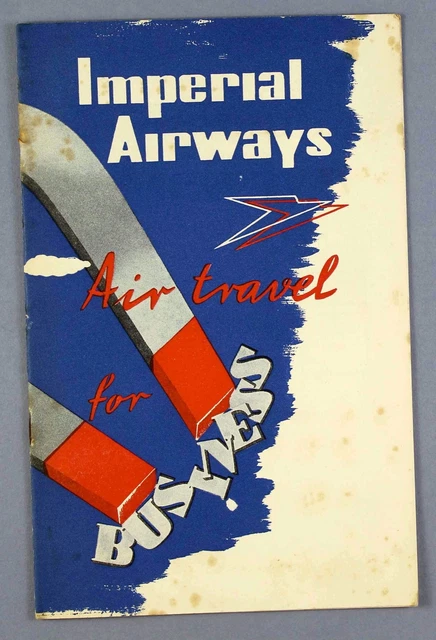 Imperial
Airways
Air travel
for
BUSINESS